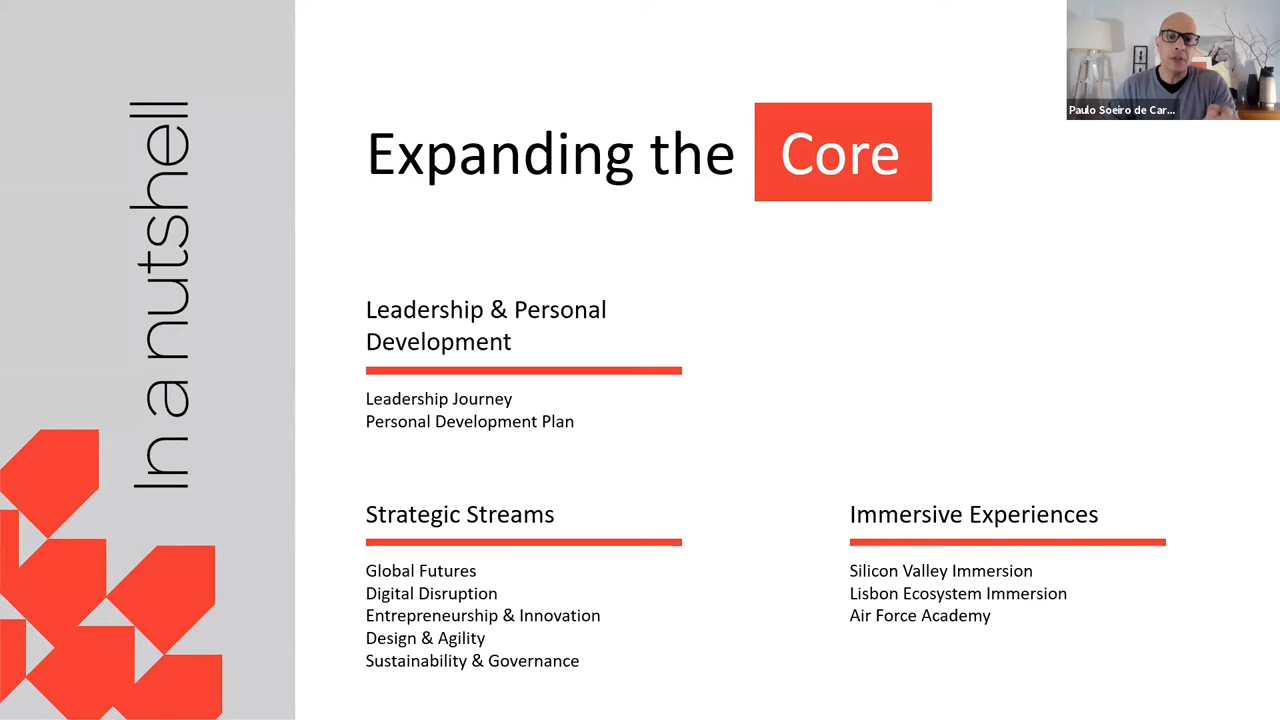 In a nutshell
Expanding the Core
Paulo Soeiro de Car...
Leadership & Personal
Development
Leadership Journey
Personal Development Plan
Strategic Streams
Global Futures
Digital Disruption
Entrepreneurship & Innovation
Design & Agility
Sustainability & Governance
Immersive Experiences
Silicon Valley Immersion
Lisbon Ecosystem Immersion
Air Force Academy